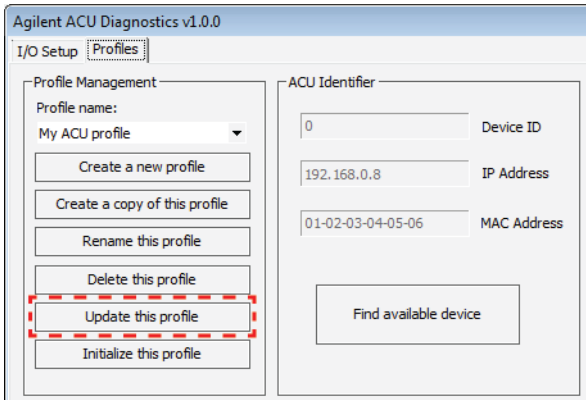 Agilent ACU Diagnostics v1.0.0
I/O Setup
Profiles
Profile Management
Profile name:
My ACU profile
Create a new profile
Create a copy of this profile
Rename this profile
Delete this profile
Update this profile
Initialize this profile
ACU Identifier
0 Device ID
192.168.0.8 IP Address
01-02-03-04-05-06 MAC Address
Find available
device